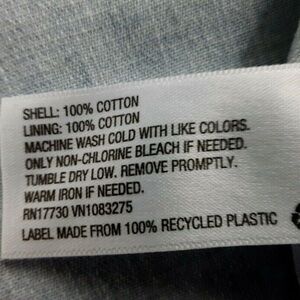 SHELL: 100% COTTON
LINING: 100% COTTON
MACHINE WASH COLD WITH LIKE COLORS.
ONLY NON-CHLORINE BLEACH IF NEEDED.
TUMBLE DRY LOW. REMOVE PROMPTLY.
WARM IRON IF NEEDED.
RN17730 VN1083275
LABEL MADE FROM 100% RECYCLED PLASTIC